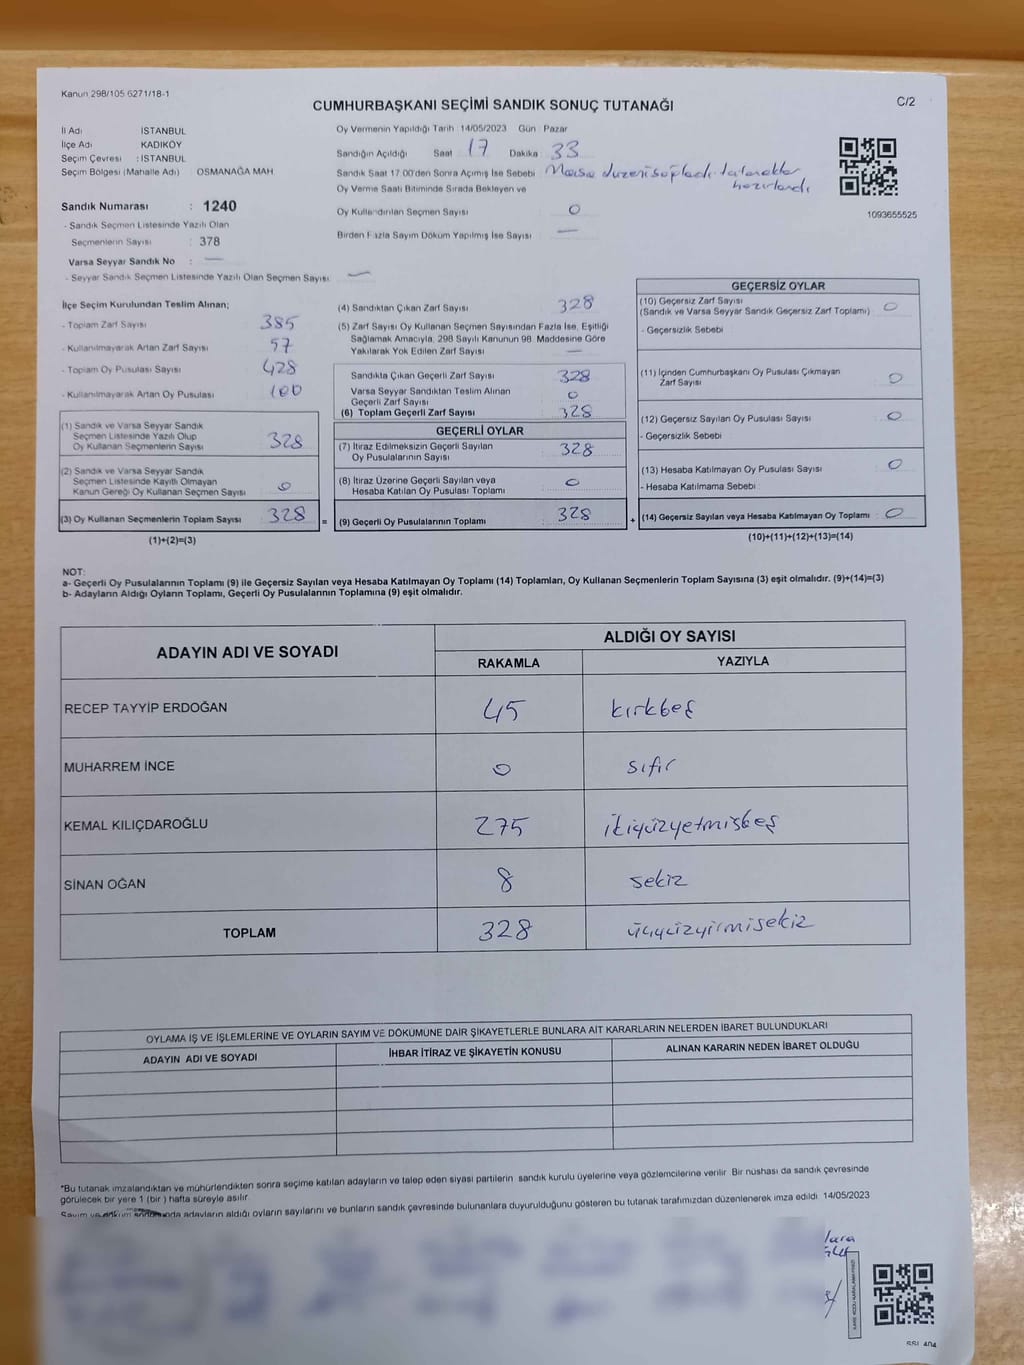 Kanun 298/105 6271/18-1
CUMHURBAŞKANI SEÇİMİ SANDIK SONUÇ TUTANAĞI
C/2
İl Adı İSTANBUL
İlçe Adı KADIKÖY
Seçim Çevresi : İSTANBUL
Seçim Bölgesi (Mahalle Adı) OSMANAĞA MAH.
Sandık Numarası : 1240
- Sandık Seçmen Listesinde Yazılı Olan
Seçmenlerin Sayısı : 378
Varsa Seyyar Sandık No : —
- Seyyar Sandık Seçmen Listesinde Yazılı Olan Seçmen Sayısı: —
Oy Vermenin Yapıldığı Tarih :14/05/2023 Gün : Pazar
Sandığın Açıldığı Saat 17 Dakika : 33
Sandık Saat 17.00'den Sonra Açılmış İse Sebebi : Masa düzeni sağladı tutanaklar
hazırlandı
Oy Verme Saati Bitiminde Sırada Bekleyen ve
Oy Kullandırılan Seçmen Sayısı 0
Birden Fazla Sayım Döküm Yapılmış İse Sayısı : —
1093655525
İlçe Seçim Kurulundan Teslim Alınan;
- Toplam Zarf Sayısı 385
- Kullanılmayarak Artan Zarf Sayısı 57
- Toplam Oy Pusulası Sayısı 428
- Kullanılmayarak Artan Oy Pusulası 100
(1) Sandık ve Varsa Seyyar Sandık
Seçmen Listesinde Yazılı Olup
Oy Kullanan Seçmenlerin Sayısı 328
(2) Sandık ve Varsa Seyyar Sandık
Seçmen Listesinde Kayıtlı Olmayan
Kanun Gereği Oy Kullanan Seçmen Sayısı 0
(3) Oy Kullanan Seçmenlerin Toplam Sayısı 328 =
(1)+(2)=(3)
(4) Sandıktan Çıkan Zarf Sayısı 328
(5) Zarf Sayısı Oy Kullanan Seçmen Sayısından Fazla İse, Eşitliği
Sağlamak Amacıyla, 298 Sayılı Kanunun 98. Maddesine Göre
Yakılarak Yok Edilen Zarf Sayısı —
Sandıkta Çıkan Geçerli Zarf Sayısı 328
Varsa Seyyar Sandıktan Teslim Alınan
Geçerli Zarf Sayısı 0
(6) Toplam Geçerli Zarf Sayısı 328
GEÇERLİ OYLAR
(7) İtiraz Edilmeksizin Geçerli Sayılan
Oy Pusulalarının Sayısı 328
(8) İtiraz Üzerine Geçerli Sayılan veya
Hesaba Katılan Oy Pusulası Toplamı 0
(9) Geçerli Oy Pusulalarının Toplamı 328 +
GEÇERSİZ OYLAR
(10) Geçersiz Zarf Sayısı
(Sandık ve Varsa Seyyar Sandık Geçersiz Zarf Toplamı) : 0
- Geçersizlik Sebebi :
(11) İçinden Cumhurbaşkanı Oy Pusulası Çıkmayan
Zarf Sayısı 0
(12) Geçersiz Sayılan Oy Pusulası Sayısı 0
- Geçersizlik Sebebi
(13) Hesaba Katılmayan Oy Pusulası Sayısı : 0
- Hesaba Katılmama Sebebi :
(14) Geçersiz Sayılan veya Hesaba Katılmayan Oy Toplamı : 0
(10)+(11)+(12)+(13)=(14)
NOT:
a- Geçerli Oy Pusulalarının Toplamı (9) ile Geçersiz Sayılan veya Hesaba Katılmayan Oy Toplamı (14) Toplamları, Oy Kullanan Seçmenlerin Toplam Sayısına (3) eşit olmalıdır. (9)+(14)=(3)
b- Adayların Aldığı Oyların Toplamı, Geçerli Oy Pusulalarının Toplamına (9) eşit olmalıdır.
ADAYIN ADI VE SOYADI
ALDIĞI OY SAYISI
RAKAMLA YAZIYLA
RECEP TAYYİP ERDOĞAN 45 kırkbeş
MUHARREM İNCE 0 sıfır
KEMAL KILIÇDAROĞLU 275 ikiyüzyetmişbeş
SİNAN OĞAN 8 sekiz
TOPLAM 328 üçyüzyirmisekiz
OYLAMA İŞ VE İŞLEMLERİNE VE OYLARIN SAYIM VE DÖKÜMÜNE DAİR ŞİKAYETLERLE BUNLARA AİT KARARLARIN NELERDEN İBARET BULUNDUKLARI
ADAYIN ADI VE SOYADI İHBAR İTİRAZ VE ŞİKAYETİN KONUSU ALINAN KARARIN NEDEN İBARET OLDUĞU
*Bu tutanak imzalandıktan ve mühürlendikten sonra seçime katılan adayların ve talep eden siyasi partilerin sandık kurulu üyelerine veya gözlemcilerine verilir. Bir nüshası da sandık çevresinde
görülecek bir yere 1 (bir ) hafta süreyle asılır.
Sayım ve döküm adayların aldığı oyların sayılarını ve bunların sandık çevresinde bulunanlara duyurulduğunu gösteren bu tutanak tarafımızdan düzenlenerek imza edildi. 14/05/2023